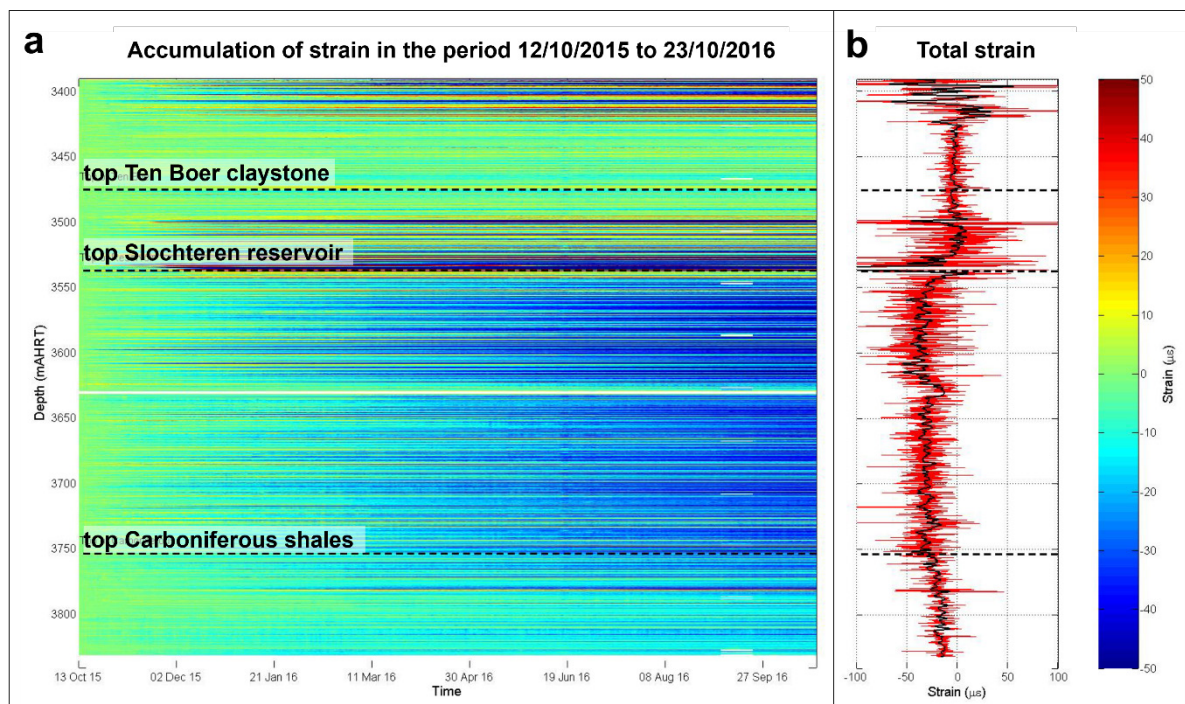 a
Accumulation of strain in the period 12/10/2015 to 23/10/2016
3400
3450
top Ten Boer claystone
3500
top Slochteren reservoir
3550
3600
3650
3700
top Carboniferous shales
3750
3800
Depth (mAHRT)
13 Oct 15 02 Dec 15 21 Jan 16 11 Mar 16 30 Apr 16 19 Jun 16 08 Aug 16 27 Sep 16
Time
b
Total strain
-100 -50 0 50 100
Strain (με)
50
40
30
20
10
0
-10
-20
-30
-40
-50
Strain (με)